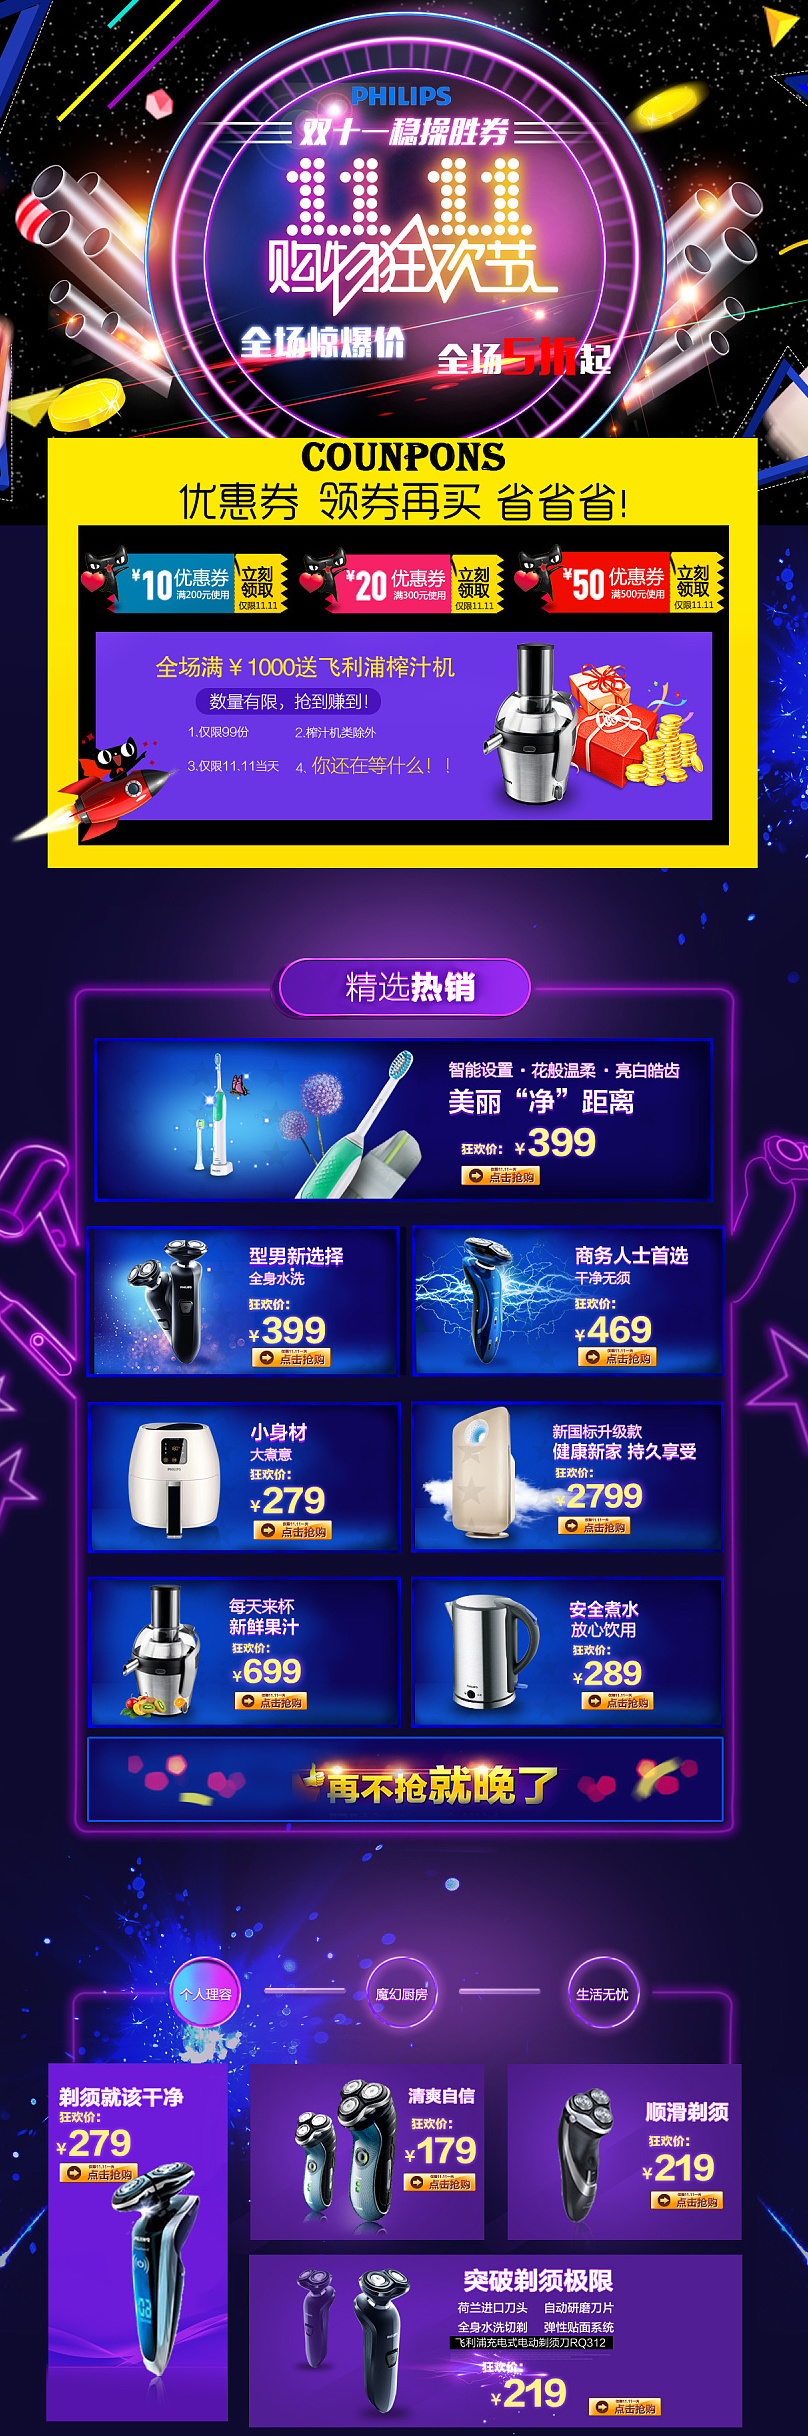 PHILIPS
双十一稳操胜券
11.11
购物狂欢节
全场惊爆价
全场5折起
COUNPONS
优惠券 领券再买 省省省!
¥10优惠券
满200元使用
立刻领取
仅限11.11
¥20优惠券
满300元使用
立刻领取
仅限11.11
¥50优惠券
满500元使用
立刻领取
仅限11.11
全场满¥1000送飞利浦榨汁机
数量有限，抢到赚到！
1.仅限99份 2.榨汁机类除外
3.仅限11.11当天 4、你还在等什么！！
精选热销
智能设置·花般温柔·亮白皓齿
美丽“净”距离
狂欢价：¥399
点击抢购
型男新选择
全身水洗
狂欢价：
¥399
点击抢购
商务人士首选
干净无须
狂欢价：
¥469
点击抢购
小身材
大煮意
狂欢价：
¥279
点击抢购
新国标升级款
健康新家 持久享受
狂欢价：
¥2799
点击抢购
每天来杯
新鲜果汁
狂欢价：
¥699
点击抢购
安全煮水
放心饮用
狂欢价：
¥289
点击抢购
再不抢就晚了
个人理容
魔幻厨房
生活无忧
剃须就该干净
狂欢价：
¥279
点击抢购
清爽自信
狂欢价：
¥179
点击抢购
顺滑剃须
狂欢价：
¥219
点击抢购
突破剃须极限
荷兰进口刀头 自动研磨刀片
全身水洗切剃 弹性贴面系统
飞利浦充电式电动剃须刀RQ312
狂欢价：
¥219
点击抢购